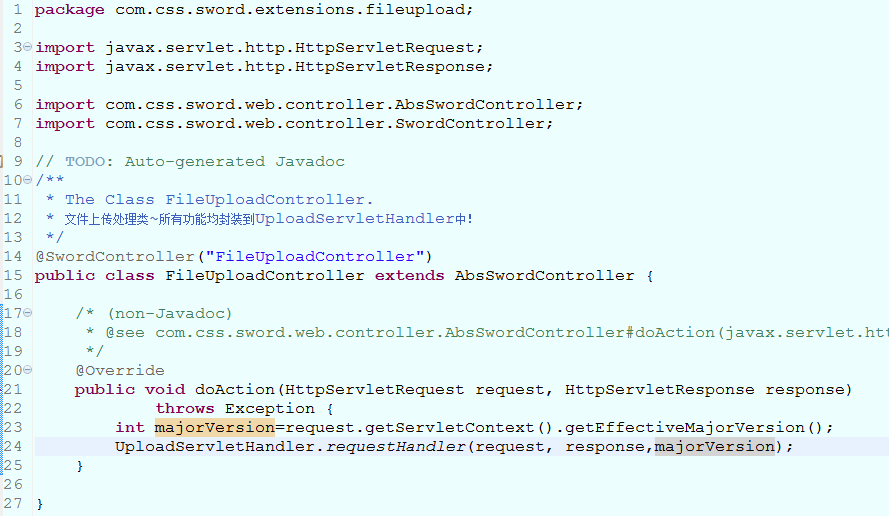 1 package com.css.sword.extensions.fileupload;
2
3 import javax.servlet.http.HttpServletRequest;
4 import javax.servlet.http.HttpServletResponse;
5
6 import com.css.sword.web.controller.AbsSwordController;
7 import com.css.sword.web.controller.SwordController;
8
9 // TODO: Auto-generated Javadoc
10 /**
11  * The Class FileUploadController.
12  * 文件上传处理类~所有功能均封装到UploadServletHandler中!
13  */
14 @SwordController("FileUploadController")
15 public class FileUploadController extends AbsSwordController {
16
17     /* (non-Javadoc)
18      * @see com.css.sword.web.controller.AbsSwordController#doAction(javax.servlet.htt
19      */
20     @Override
21     public void doAction(HttpServletRequest request, HttpServletResponse response)
22             throws Exception {
23         int majorVersion=request.getServletContext().getEffectiveMajorVersion();
24         UploadServletHandler.requestHandler(request, response,majorVersion);
25     }
26
27 }